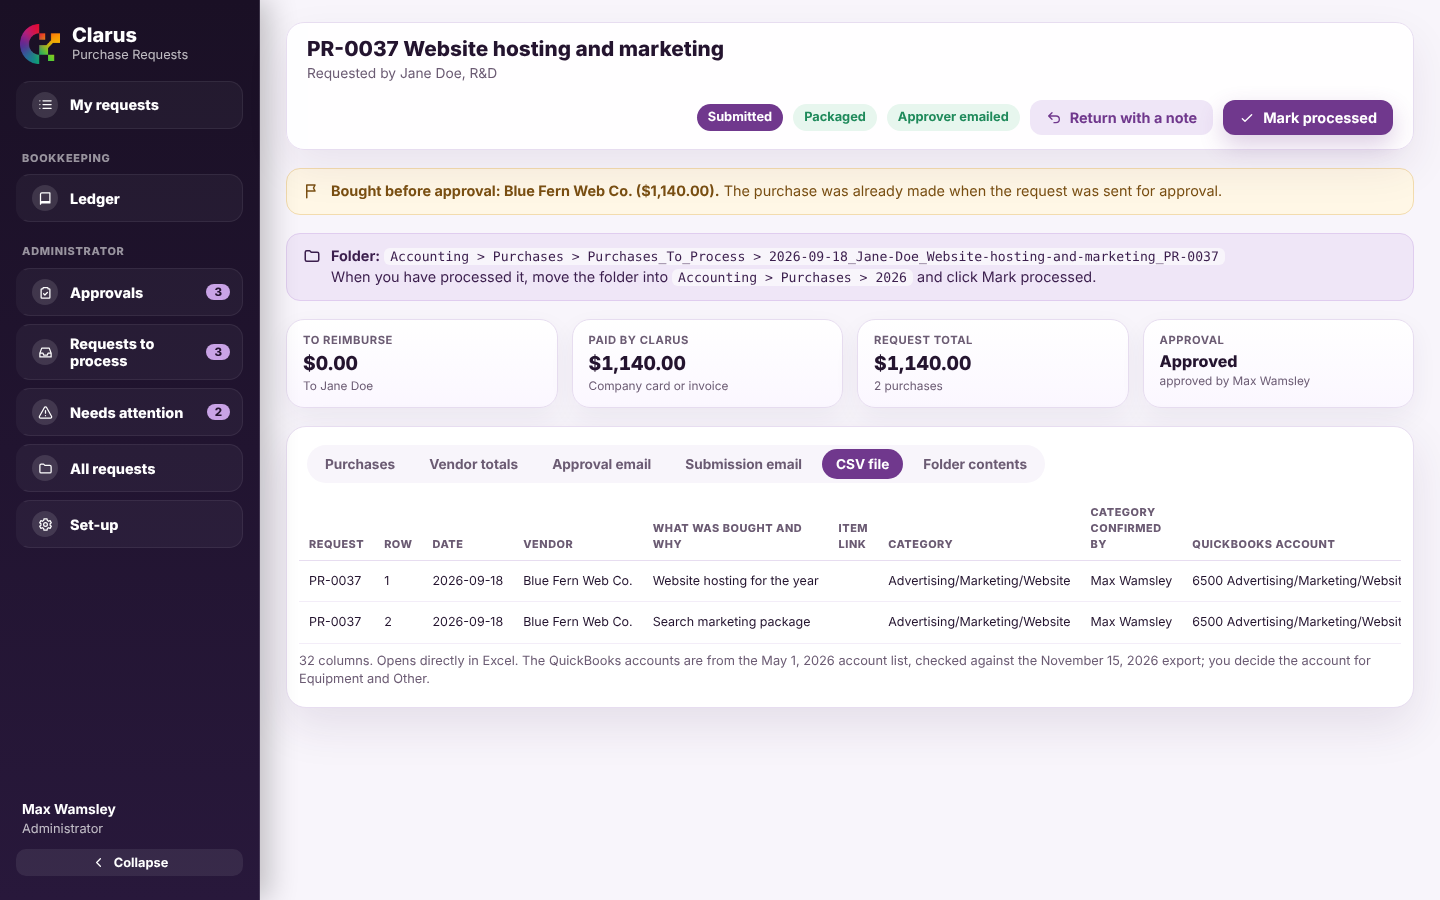 Clarus
Purchase Requests
My requests
BOOKKEEPING
Ledger
ADMINISTRATOR
Approvals 3
Requests to process 3
Needs attention 2
All requests
Set-up
Max Wamsley
Administrator
Collapse
PR-0037 Website hosting and marketing
Requested by Jane Doe, R&D
Submitted Packaged Approver emailed Return with a note Mark processed
Bought before approval: Blue Fern Web Co. ($1,140.00). The purchase was already made when the request was sent for approval.
Folder: Accounting > Purchases > Purchases_To_Process > 2026-09-18_Jane-Doe_Website-hosting-and-marketing_PR-0037
When you have processed it, move the folder into Accounting > Purchases > 2026 and click Mark processed.
TO REIMBURSE
$0.00
To Jane Doe
PAID BY CLARUS
$1,140.00
Company card or invoice
REQUEST TOTAL
$1,140.00
2 purchases
APPROVAL
Approved
approved by Max Wamsley
Purchases Vendor totals Approval email Submission email CSV file Folder contents
REQUEST ROW DATE VENDOR WHAT WAS BOUGHT AND WHY ITEM LINK CATEGORY CATEGORY CONFIRMED BY QUICKBOOKS ACCOUNT
PR-0037 1 2026-09-18 Blue Fern Web Co. Website hosting for the year Advertising/Marketing/Website Max Wamsley 6500 Advertising/Marketing/Websit
PR-0037 2 2026-09-18 Blue Fern Web Co. Search marketing package Advertising/Marketing/Website Max Wamsley 6500 Advertising/Marketing/Websit
32 columns. Opens directly in Excel. The QuickBooks accounts are from the May 1, 2026 account list, checked against the November 15, 2026 export; you decide the account for
Equipment and Other.